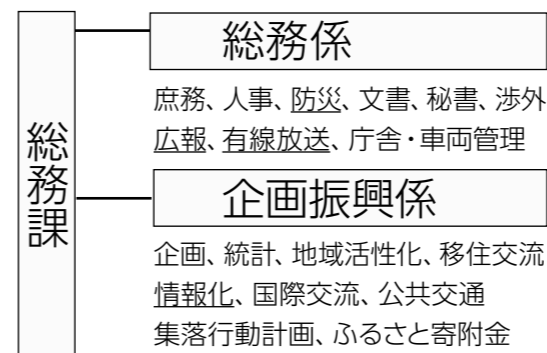 総務課
総務係
庶務、人事、防災、文書、秘書、渉外
広報、有線放送、庁舎・車両管理
企画振興係
企画、統計、地域活性化、移住交流
情報化、国際交流、公共交通
集落行動計画、ふるさと寄附金